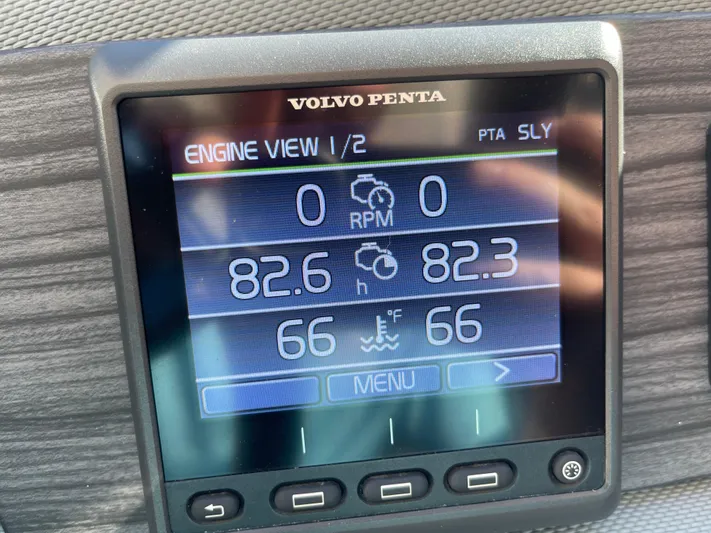 VOLVO PENTA
ENGINE VIEW 1/2 PTA SLY
0 RPM 0
82.6 h 82.3
66 °F 66
MENU >